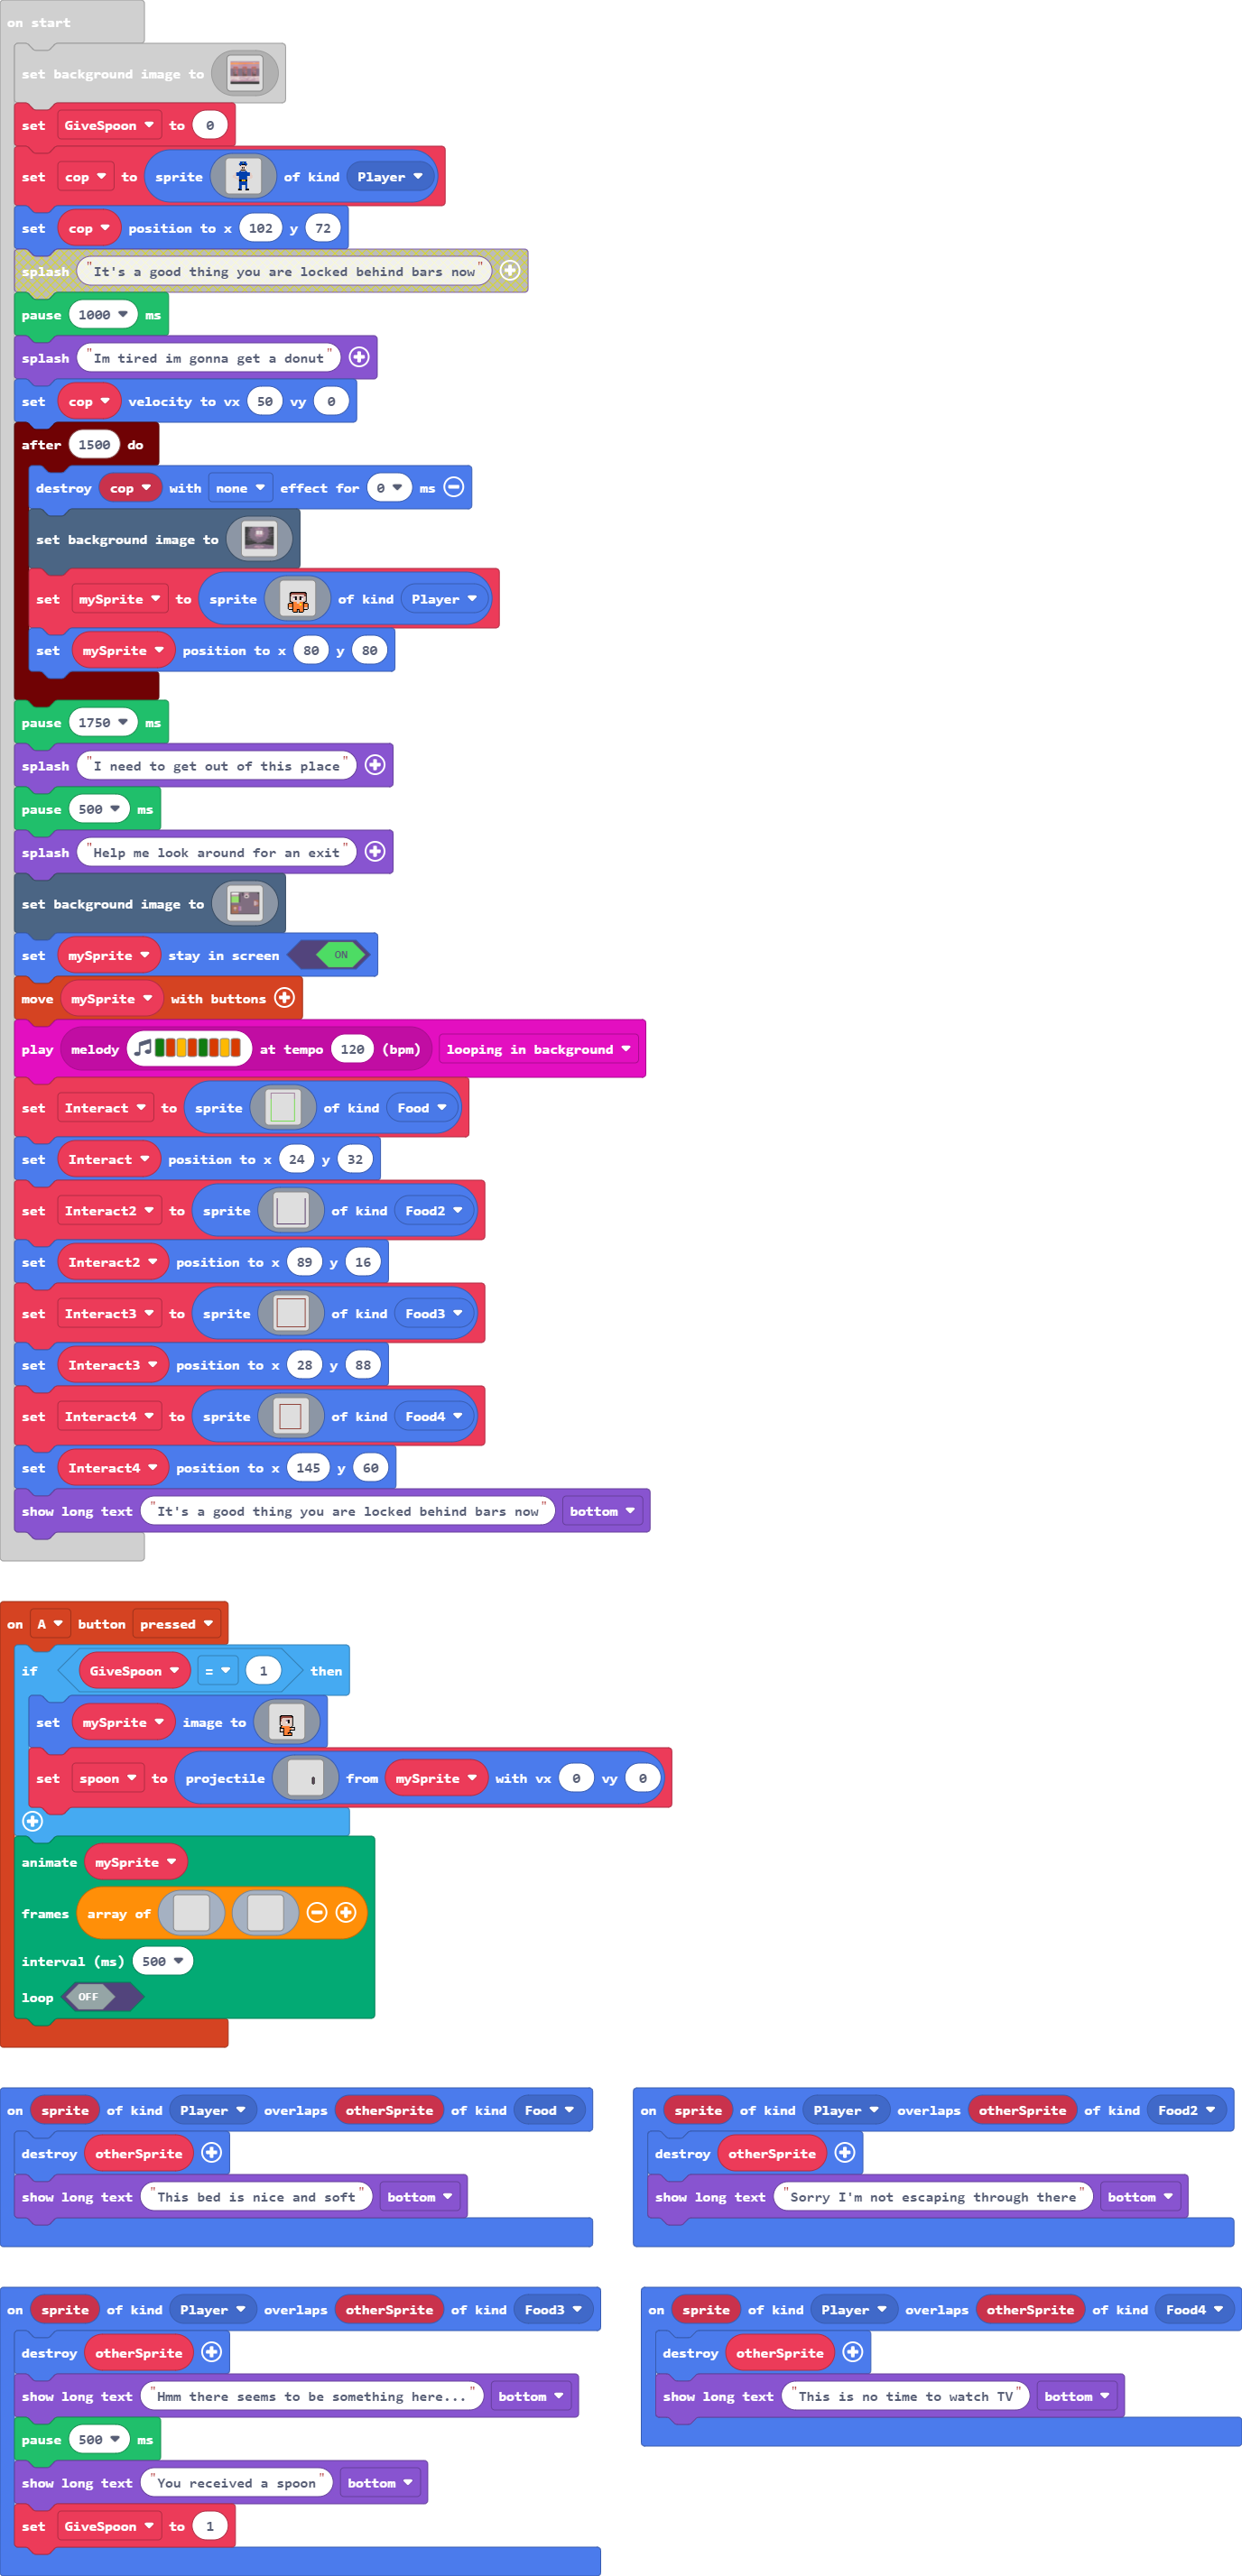 on start
set background image to
set GiveSpoon to 0
set cop to sprite of kind Player
set cop position to x 102 y 72
splash "It's a good thing you are locked behind bars now"
pause 1000 ms
splash "Im tired im gonna get a donut"
set cop velocity to vx 50 vy 0
after 1500 do
destroy cop with none effect for 0 ms
set background image to
set mySprite to sprite of kind Player
set mySprite position to x 80 y 80
pause 1750 ms
splash "I need to get out of this place"
pause 500 ms
splash "Help me look around for an exit"
set background image to
set mySprite stay in screen ON
move mySprite with buttons
play melody at tempo 120 (bpm) looping in background
set Interact to sprite of kind Food
set Interact position to x 24 y 32
set Interact2 to sprite of kind Food2
set Interact2 position to x 89 y 16
set Interact3 to sprite of kind Food3
set Interact3 position to x 28 y 88
set Interact4 to sprite of kind Food4
set Interact4 position to x 145 y 60
show long text "It's a good thing you are locked behind bars now" bottom
on A button pressed
if GiveSpoon = 1 then
set mySprite image to
set spoon to projectile from mySprite with vx 0 vy 0
animate mySprite
frames array of
interval (ms) 500
loop OFF
on sprite of kind Player overlaps otherSprite of kind Food
destroy otherSprite
show long text "This bed is nice and soft" bottom
on sprite of kind Player overlaps otherSprite of kind Food2
destroy otherSprite
show long text "Sorry I'm not escaping through there" bottom
on sprite of kind Player overlaps otherSprite of kind Food3
destroy otherSprite
show long text "Hmm there seems to be something here..." bottom
pause 500 ms
show long text "You received a spoon" bottom
set GiveSpoon to 1
on sprite of kind Player overlaps otherSprite of kind Food4
destroy otherSprite
show long text "This is no time to watch TV" bottom